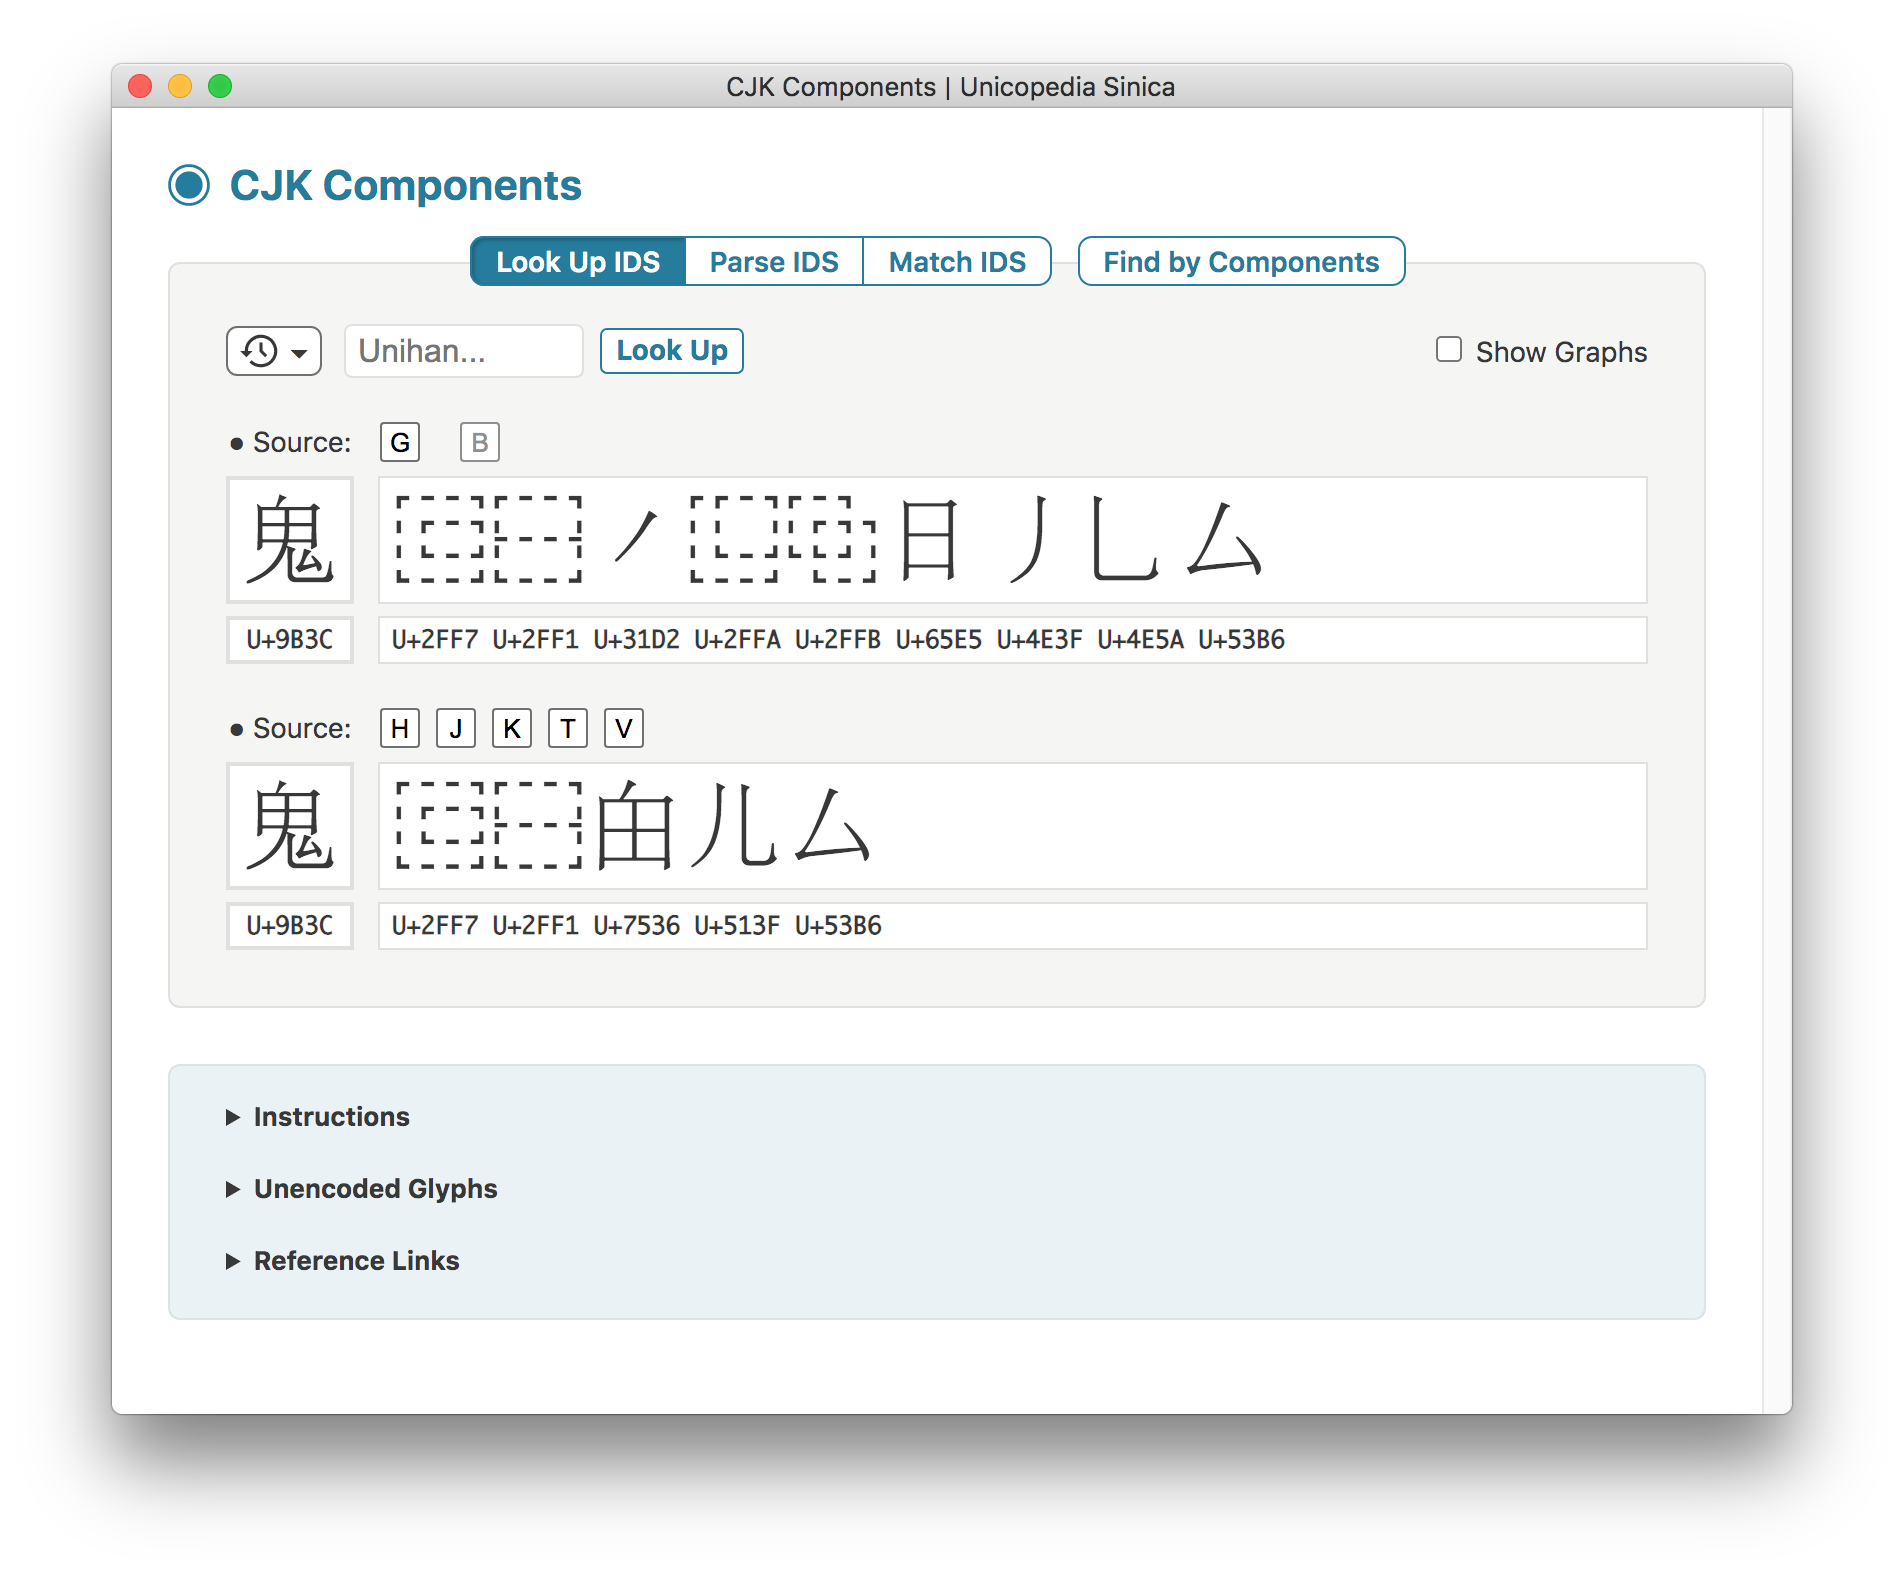 CJK Components | Unicopedia Sinica
CJK Components
Look Up IDS Parse IDS Match IDS Find by Components
Unihan... Look Up Show Graphs
• Source: G B
鬼 ⿷⿱㇒⿺⿻日丿乚厶
U+9B3C U+2FF7 U+2FF1 U+31D2 U+2FFA U+2FFB U+65E5 U+4E3F U+4E5A U+53B6
• Source: H J K T V
鬼 ⿷⿱甶儿厶
U+9B3C U+2FF7 U+2FF1 U+7536 U+513F U+53B6
▶ Instructions
▶ Unencoded Glyphs
▶ Reference Links